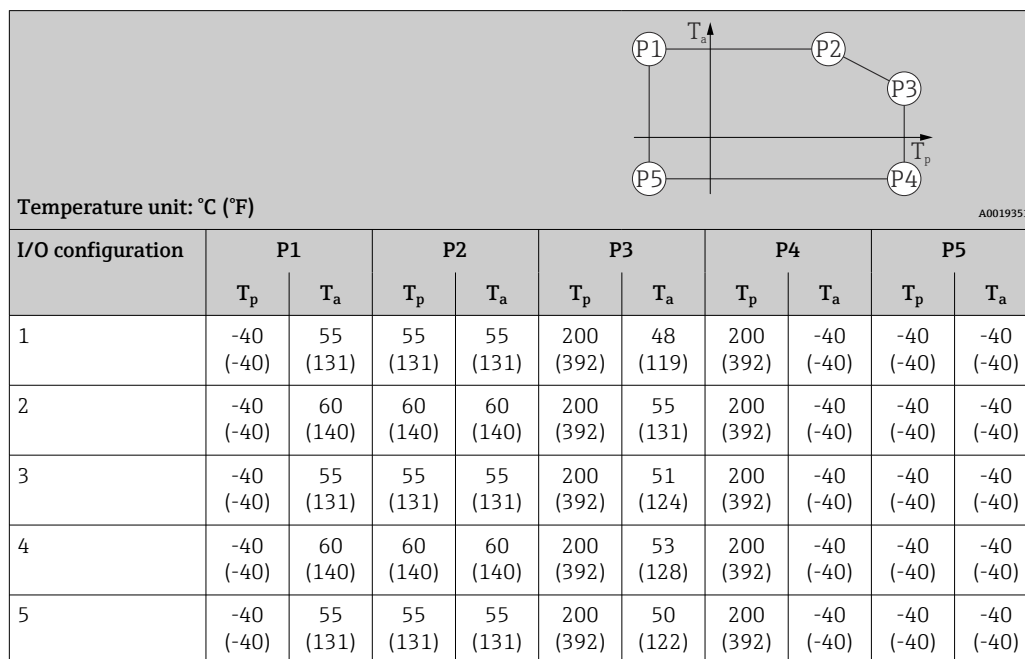 Ta
P1
P2
P3
Tp
P5
P4
Temperature unit: °C (°F)
A0019351
I/O configuration P1 P2 P3 P4 P5
Tp Ta Tp Ta Tp Ta Tp Ta Tp Ta
1 -40 55 55 55 200 48 200 -40 -40 -40
(-40) (131) (131) (131) (392) (119) (392) (-40) (-40) (-40)
2 -40 60 60 60 200 55 200 -40 -40 -40
(-40) (140) (140) (140) (392) (131) (392) (-40) (-40) (-40)
3 -40 55 55 55 200 51 200 -40 -40 -40
(-40) (131) (131) (131) (392) (124) (392) (-40) (-40) (-40)
4 -40 60 60 60 200 53 200 -40 -40 -40
(-40) (140) (140) (140) (392) (128) (392) (-40) (-40) (-40)
5 -40 55 55 55 200 50 200 -40 -40 -40
(-40) (131) (131) (131) (392) (122) (392) (-40) (-40) (-40)